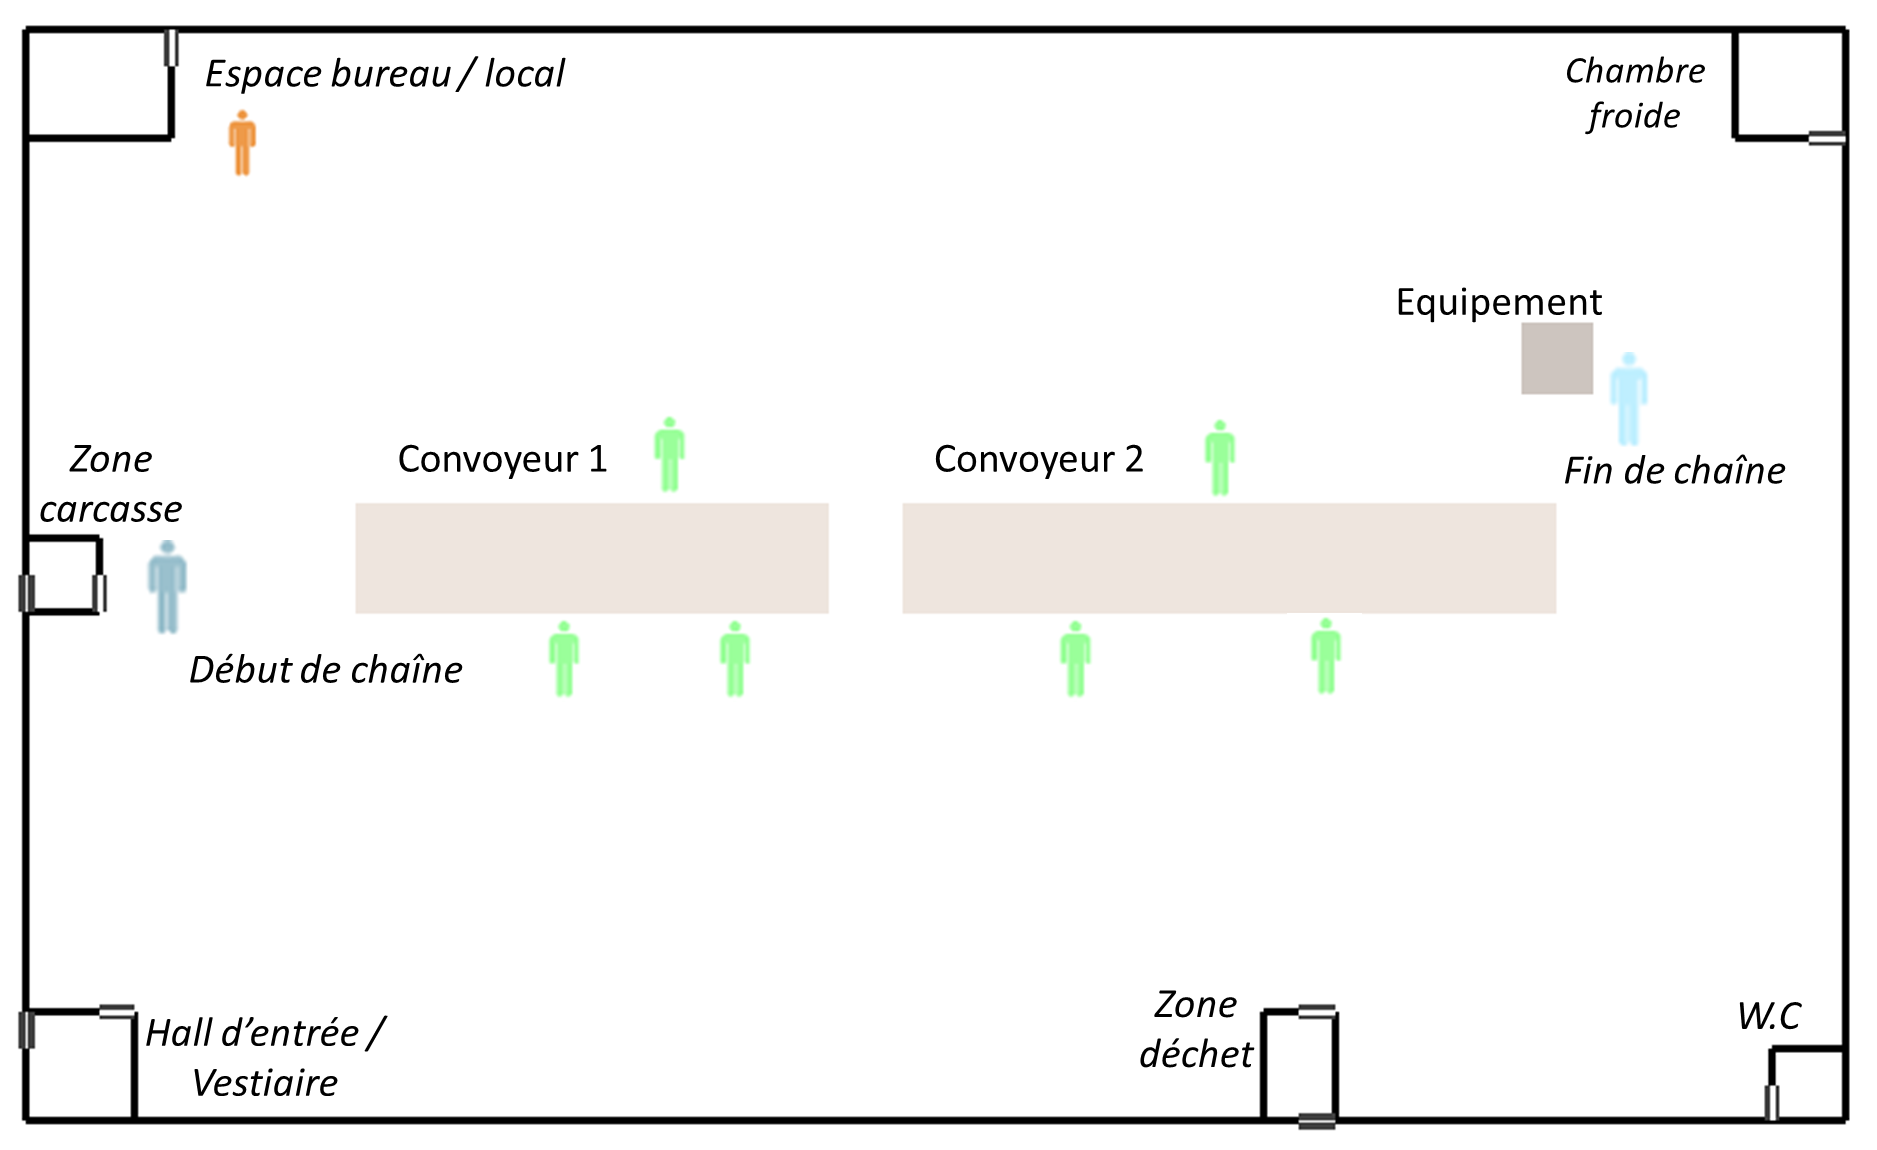 Espace bureau / local
Chambre
froide
Equipement
Zone
carcasse
Convoyeur 1
Convoyeur 2
Fin de chaîne
Début de chaîne
Hall d’entrée /
Vestiaire
Zone
déchet
W.C